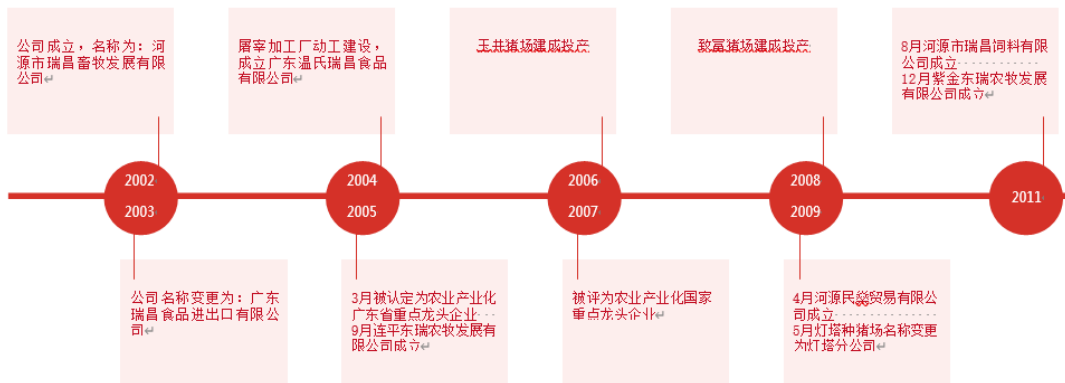 公司成立，名称为：河
源市瑞昌畜牧发展有限
公司
屠宰加工厂动工建设，
成立广东温氏瑞昌食品
有限公司
玉井猪场建成投产
致富猪场建成投产
8月河源市瑞昌饲料有限
公司成立
12月紫金东瑞农牧发展
有限公司成立
2002
2003
2004
2005
2006
2007
2008
2009
2011
公司名称变更为：广东
瑞昌食品进出口有限公
司
3月被认定为农业产业化
广东省重点龙头企业
9月连平东瑞农牧发展有
限公司成立
被评为农业产业化国家
重点龙头企业
4月河源民燊贸易有限公
司成立
5月灯塔种猪场名称变更
为灯塔分公司